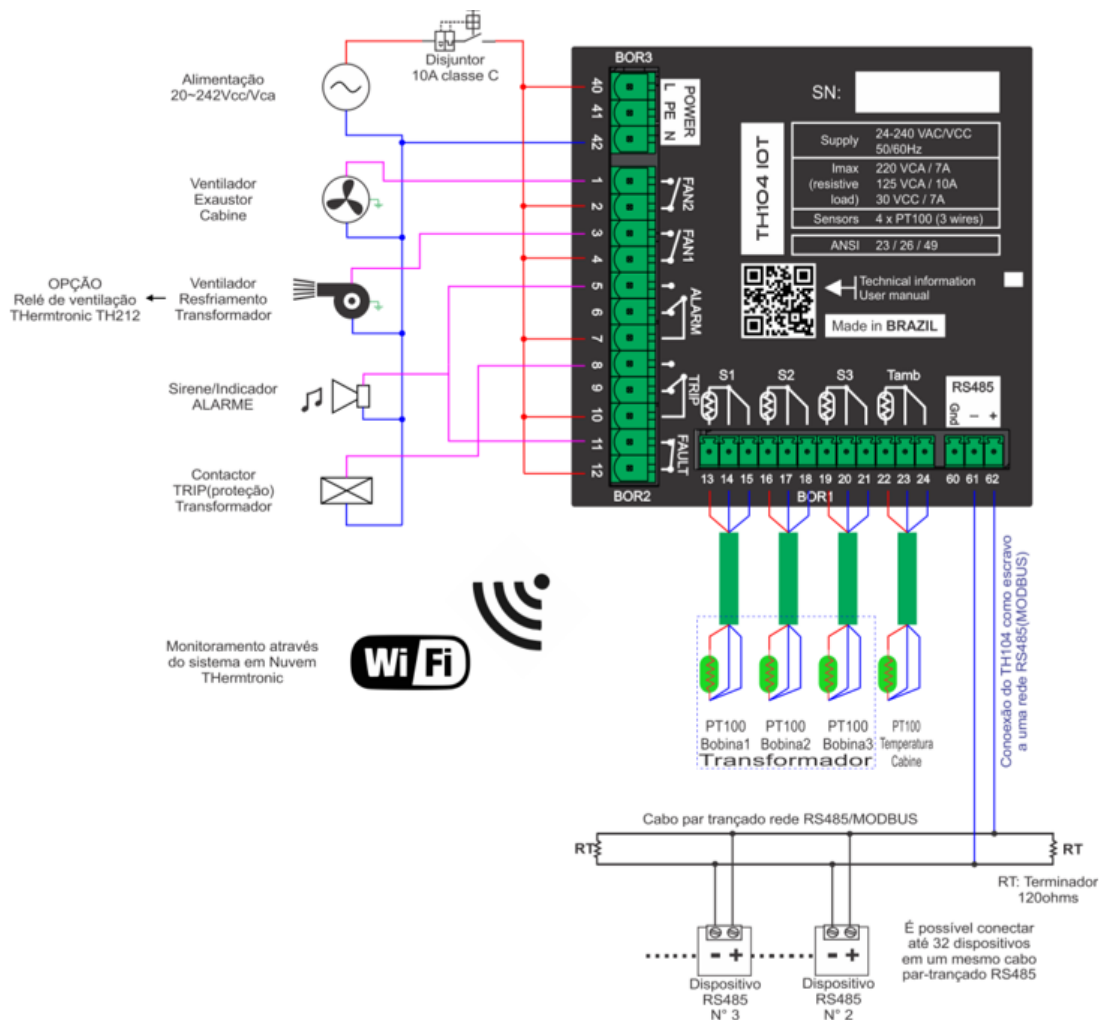 Disjuntor
10A classe C
Alimentação
20~242Vcc/Vca
Ventilador
Exaustor
Cabine
OPÇÃO
Relé de ventilação
THermtronic TH212
Ventilador
Resfriamento
Transformador
Sirene/Indicador
ALARME
Contactor
TRIP(proteção)
Transformador
Monitoramento através
do sistema em Nuvem
THermtronic
Wi Fi
BOR3
40
41
42
L PE N
POWER
1
2
3
4
5
6
7
8
9
10
11
12
FAN2
FAN1
ALARM
TRIP
FAULT
BOR2
SN:
TH104 IOT
Supply 24-240 VAC/VCC
50/60Hz
Imax 220 VCA / 7A
(resistive 125 VCA / 10A
load) 30 VCC / 7A
Sensors 4 x PT100 (3 wires)
ANSI 23 / 26 / 49
Technical information
User manual
Made in BRAZIL
S1 S2 S3 Tamb
RS485
Gnd − +
13 14 15 16 17 18 19 20 21 22 23 24 60 61 62
BOR1
PT100
Bobina1
PT100
Bobina2
PT100
Bobina3
Transformador
PT100
Temperatura
Cabine
Conoexão do TH104 como escravo
a uma rede RS485(MODBUS)
Cabo par trançado rede RS485/MODBUS
RT
RT
RT: Terminador
120ohms
É possível conectar
até 32 dispositivos
em um mesmo cabo
par-trançado RS485
- +
Dispositivo
RS485
N° 3
- +
Dispositivo
RS485
N° 2